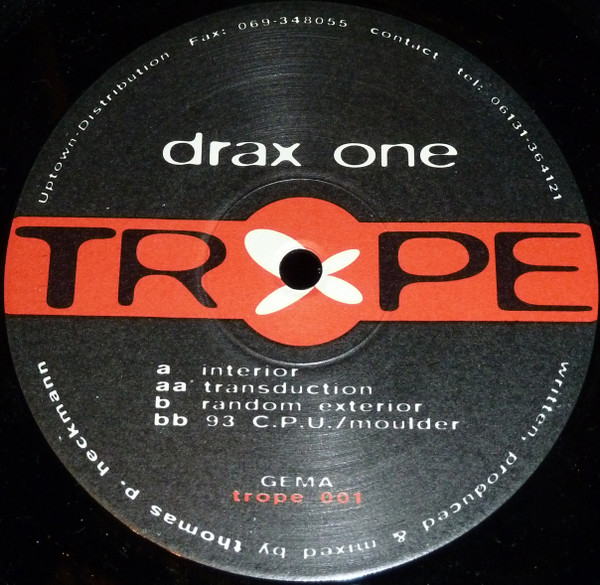 Uptown-Distribution Fax: 069-348055 contact tel: 06131-364121
drax one
TROPE
a interior
aa transduction
b random exterior
bb 93 C.P.U./moulder
GEMA
trope 001
written, produced & mixed by thomas p. heckmann